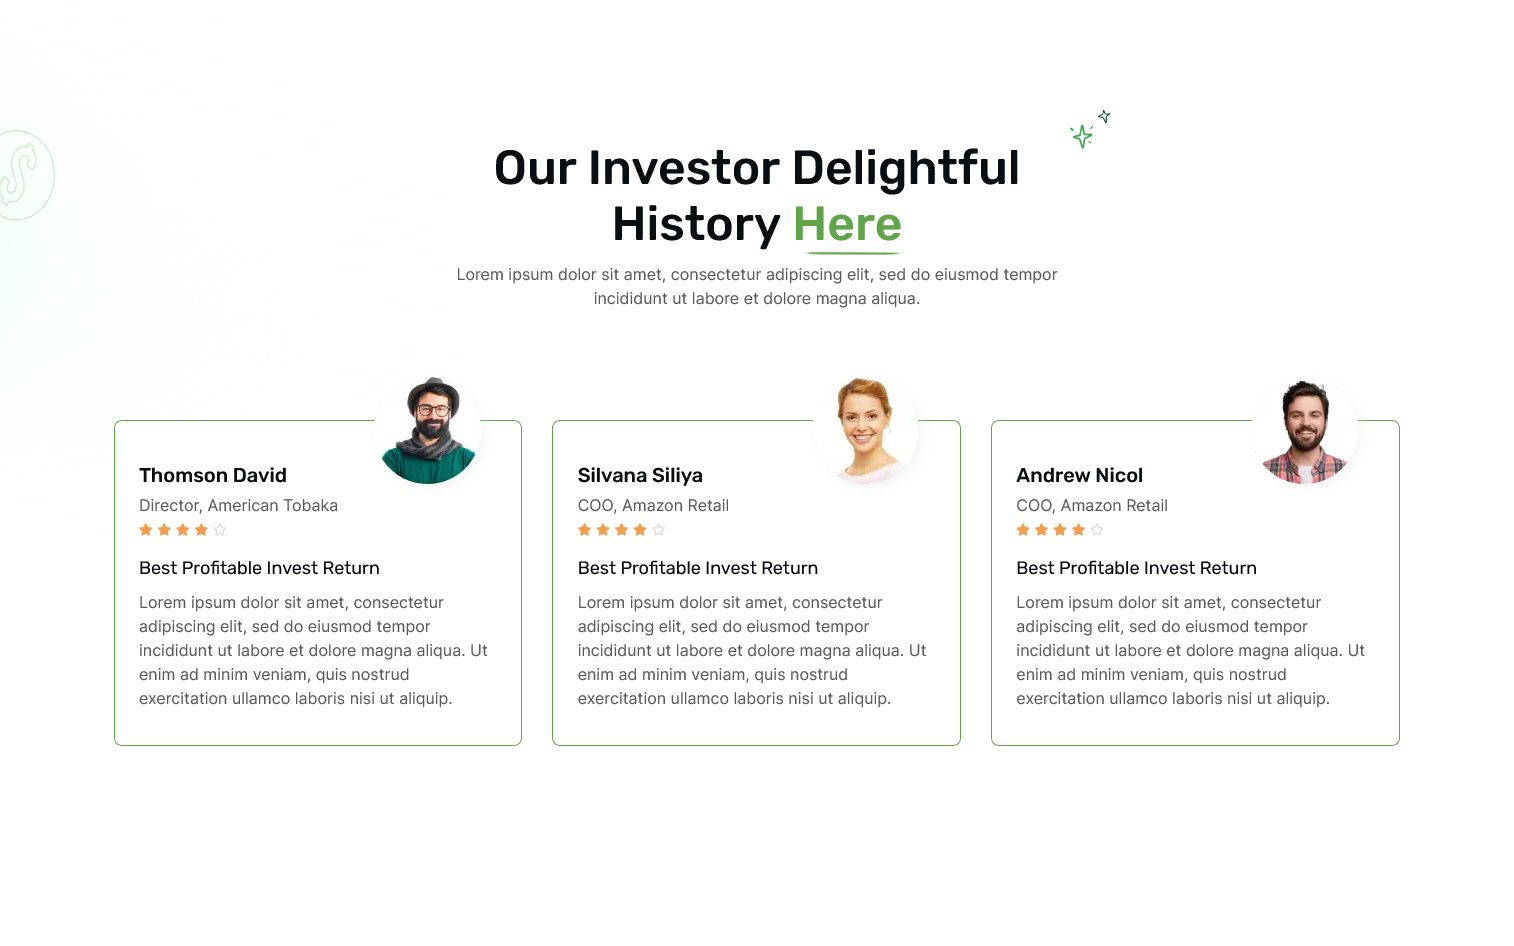 Our Investor Delightful
History Here
Lorem ipsum dolor sit amet, consectetur adipiscing elit, sed do eiusmod tempor
incididunt ut labore et dolore magna aliqua.
Thomson David
Director, American Tobaka
Best Profitable Invest Return
Lorem ipsum dolor sit amet, consectetur
adipiscing elit, sed do eiusmod tempor
incididunt ut labore et dolore magna aliqua. Ut
enim ad minim veniam, quis nostrud
exercitation ullamco laboris nisi ut aliquip.
Silvana Siliya
COO, Amazon Retail
Best Profitable Invest Return
Lorem ipsum dolor sit amet, consectetur
adipiscing elit, sed do eiusmod tempor
incididunt ut labore et dolore magna aliqua. Ut
enim ad minim veniam, quis nostrud
exercitation ullamco laboris nisi ut aliquip.
Andrew Nicol
COO, Amazon Retail
Best Profitable Invest Return
Lorem ipsum dolor sit amet, consectetur
adipiscing elit, sed do eiusmod tempor
incididunt ut labore et dolore magna aliqua. Ut
enim ad minim veniam, quis nostrud
exercitation ullamco laboris nisi ut aliquip.